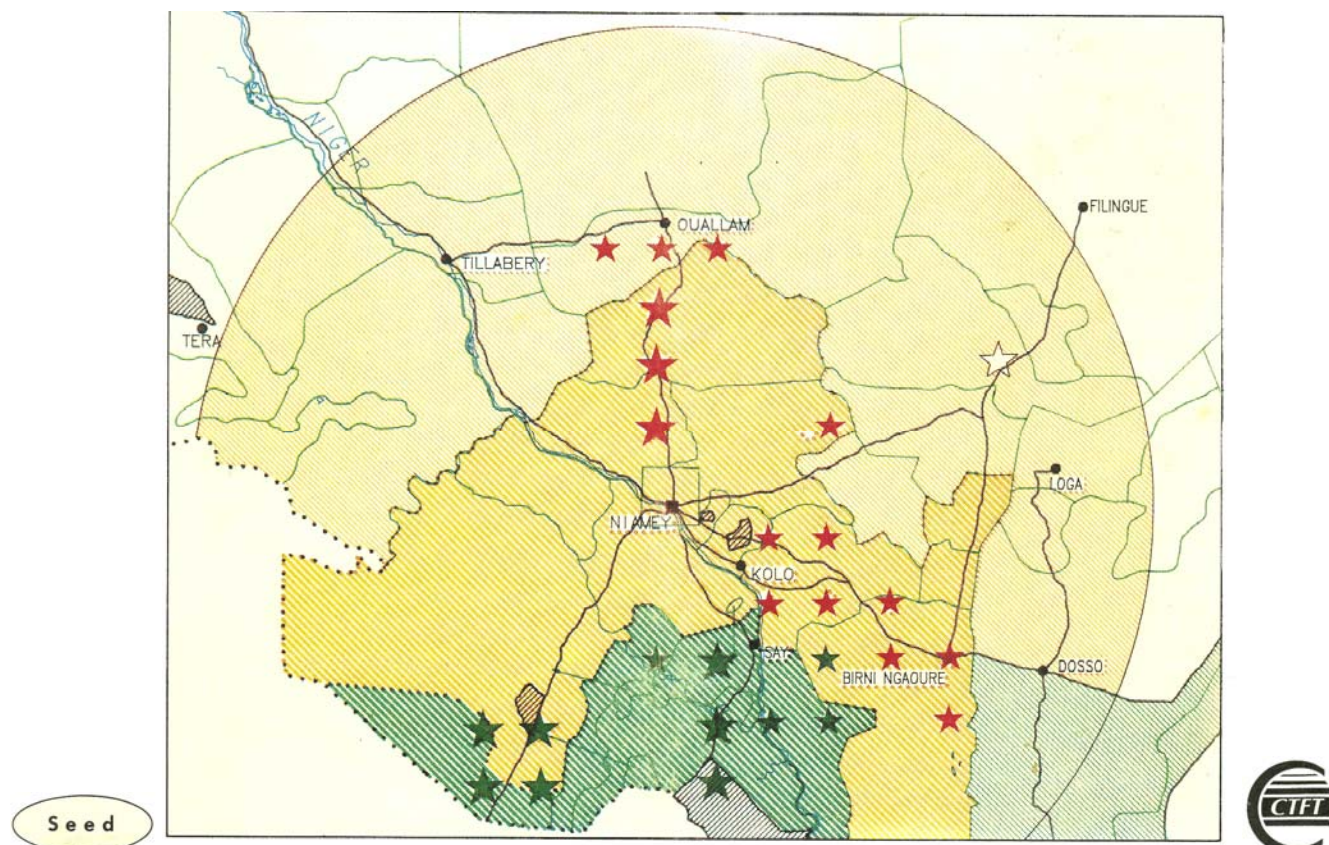 NIGER
FILINGUE
OUALLAM
TILLABERY
TERA
LOGA
NIAMEY
KOLO
SAY
BIRNI NGAOURE
DOSSO
Seed
CTFT